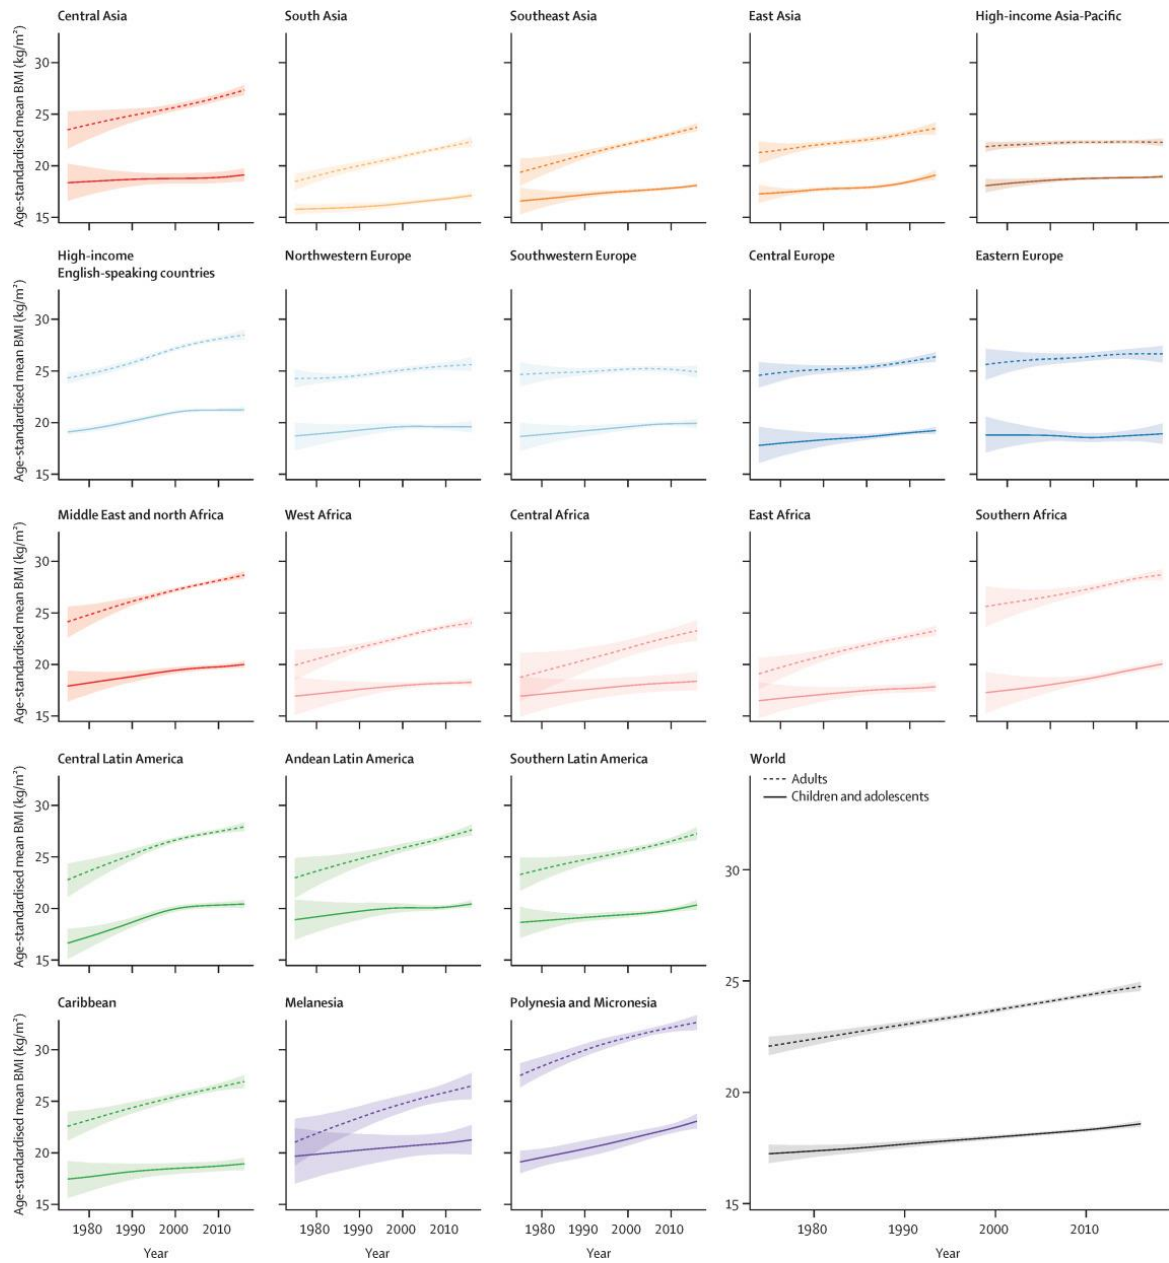 Central Asia
South Asia
Southeast Asia
East Asia
High-income Asia-Pacific
Age-standardised mean BMI (kg/m²)
30
25
20
15
High-income
English-speaking countries
Northwestern Europe
Southwestern Europe
Central Europe
Eastern Europe
Age-standardised mean BMI (kg/m²)
30
25
20
15
Middle East and north Africa
West Africa
Central Africa
East Africa
Southern Africa
Age-standardised mean BMI (kg/m²)
30
25
20
15
Central Latin America
Andean Latin America
Southern Latin America
World
Adults
Children and adolescents
Age-standardised mean BMI (kg/m²)
30
25
20
15
30
25
20
15
Caribbean
Melanesia
Polynesia and Micronesia
Age-standardised mean BMI (kg/m²)
30
25
20
15
1980 1990 2000 2010
1980 1990 2000 2010
1980 1990 2000 2010
1980 1990 2000 2010
Year
Year
Year
Year